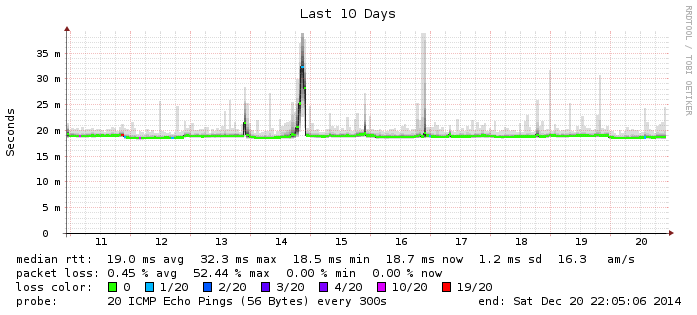 Last 10 Days
RRDTOOL / TOBI OETIKER
Seconds
35 m
30 m
25 m
20 m
15 m
10 m
5 m
0
11 12 13 14 15 16 17 18 19 20
median rtt: 19.0 ms avg 32.3 ms max 18.5 ms min 18.7 ms now 1.2 ms sd 16.3 am/s
packet loss: 0.45 % avg 52.44 % max 0.00 % min 0.00 % now
loss color: 0 1/20 2/20 3/20 4/20 10/20 19/20
probe: 20 ICMP Echo Pings (56 Bytes) every 300s end: Sat Dec 20 22:05:06 2014